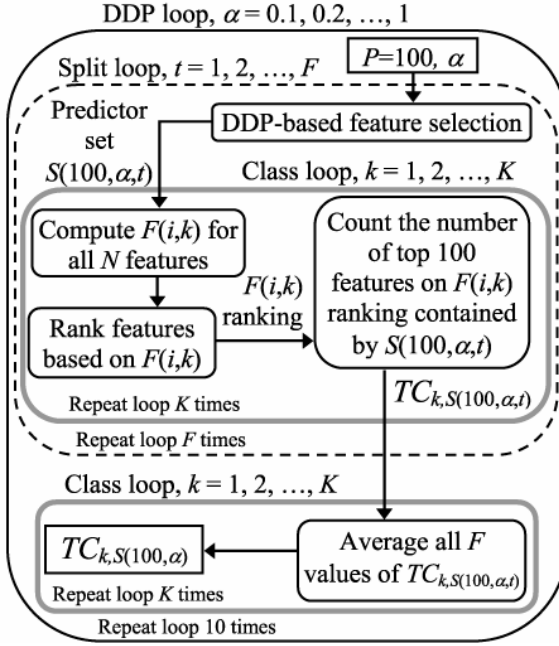 DDP loop, α = 0.1, 0.2, …, 1
P=100, α
Split loop, t = 1, 2, …, F
DDP-based feature selection
Predictor
set
S(100,α,t)
Class loop, k = 1, 2, …, K
Compute F(i,k) for
all N features
Rank features
based on F(i,k)
F(i,k)
ranking
Count the number
of top 100
features on F(i,k)
ranking contained
by S(100,α,t)
Repeat loop K times
TC_{k,S(100,α,t)}
Repeat loop F times
Class loop, k = 1, 2, …, K
Average all F
values of TC_{k,S(100,α,t)}
TC_{k,S(100,α)}
Repeat loop K times
Repeat loop 10 times